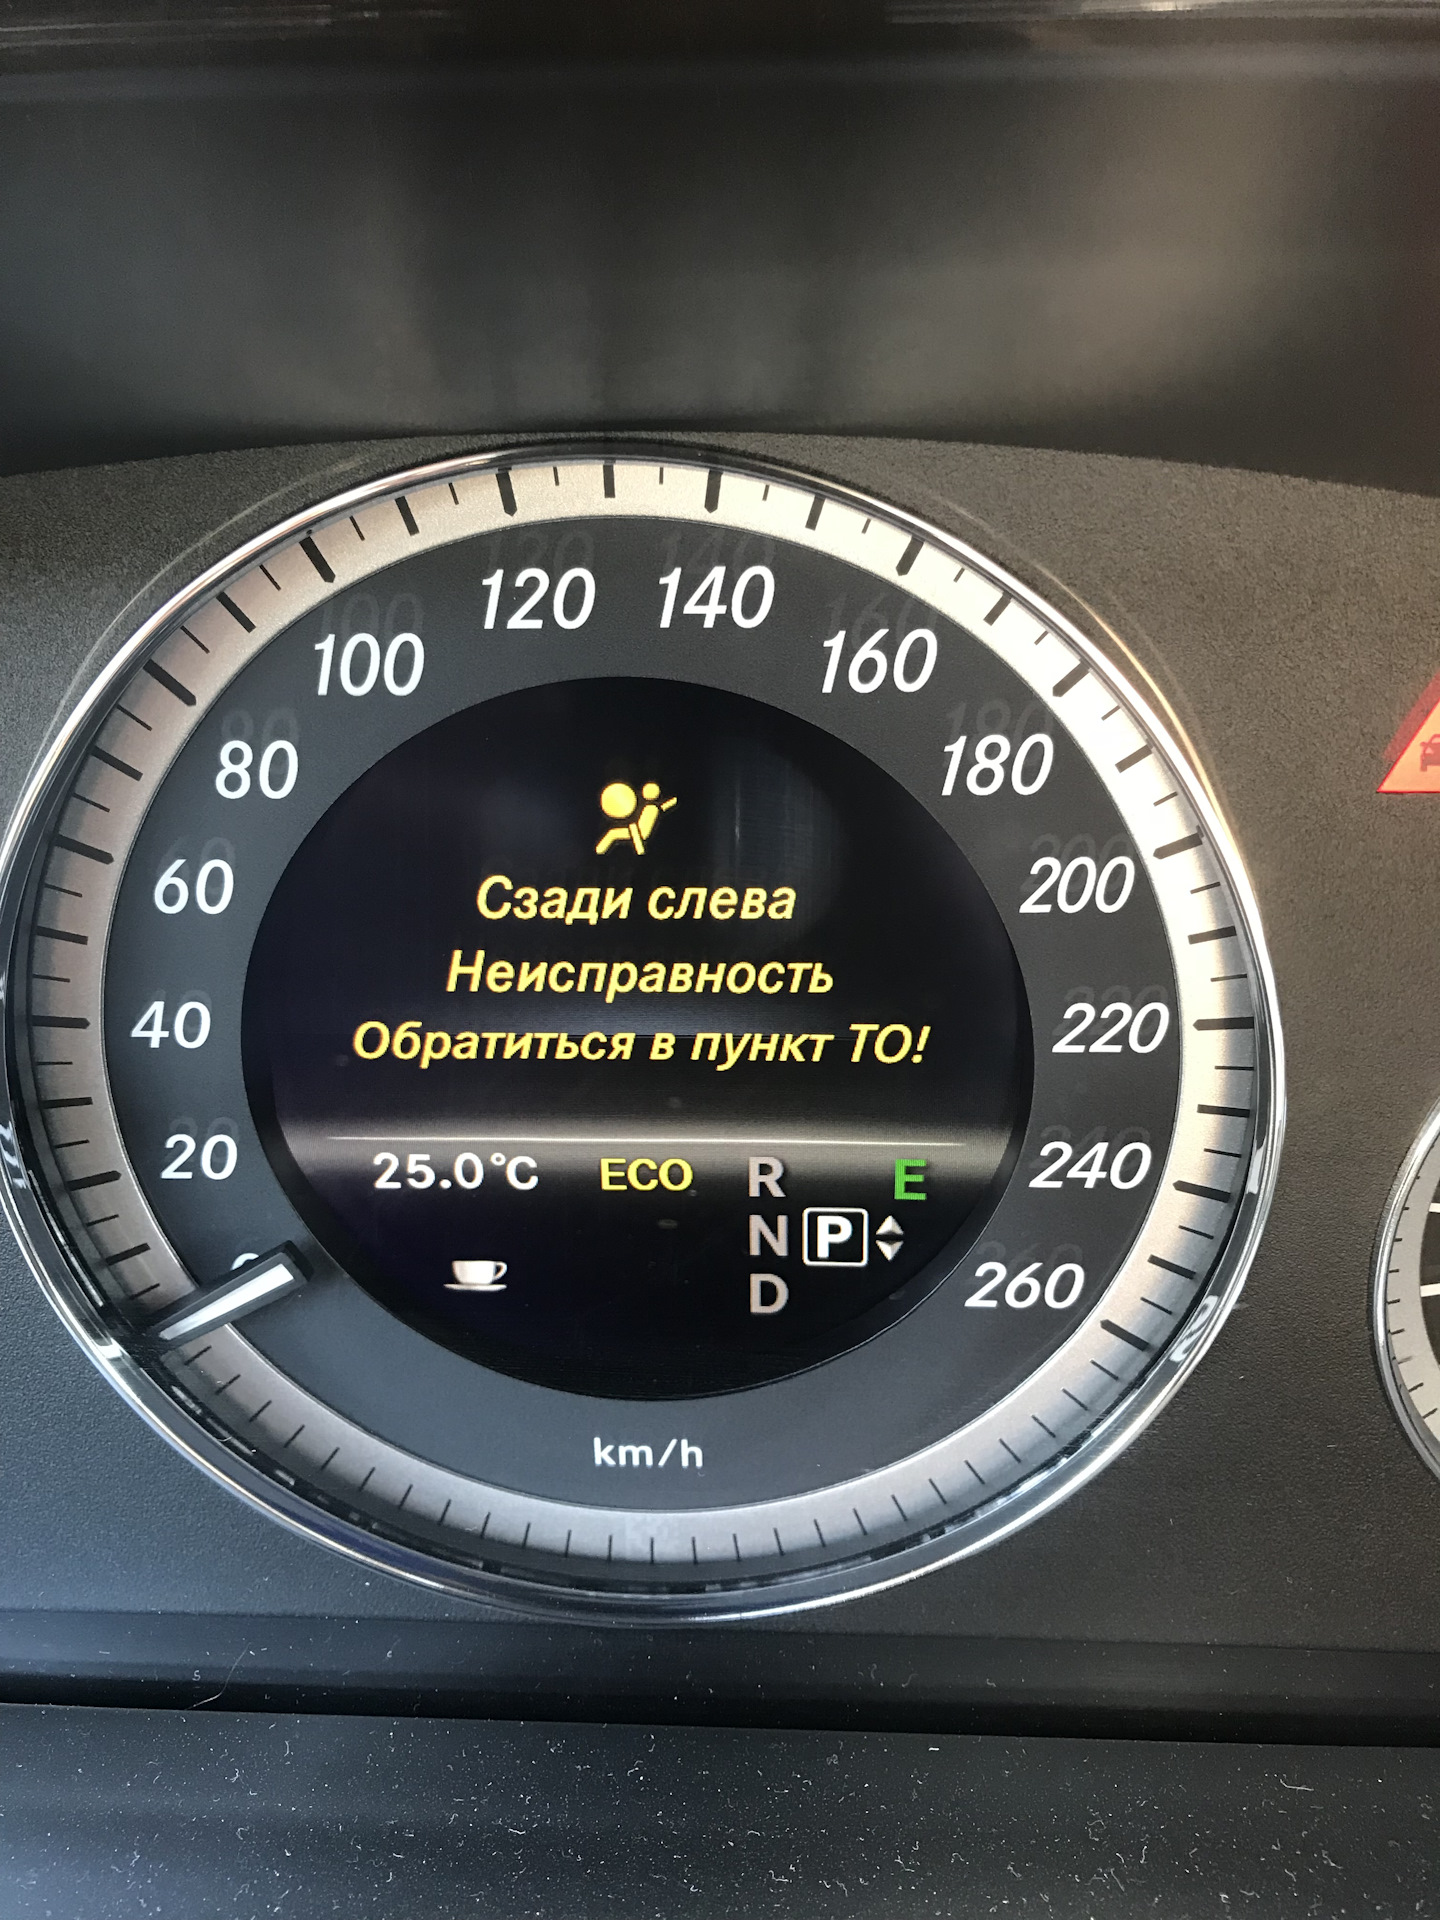 120 140
100 160
80 180
60 200
Сзади слева
Неисправность
40 220
Обратиться в пункт ТО!
20 240
25.0°C ECO R E
N P
D
260
km/h